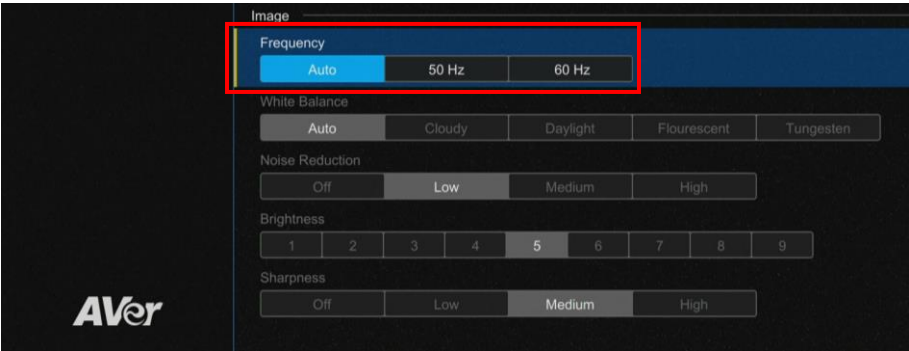 Image
Frequency
Auto 50 Hz 60 Hz
White Balance
Auto Cloudy Daylight Flourescent Tungesten
Noise Reduction
Off Low Medium High
Brightness
1 2 3 4 5 6 7 8 9
Sharpness
Off Low Medium High
AVer